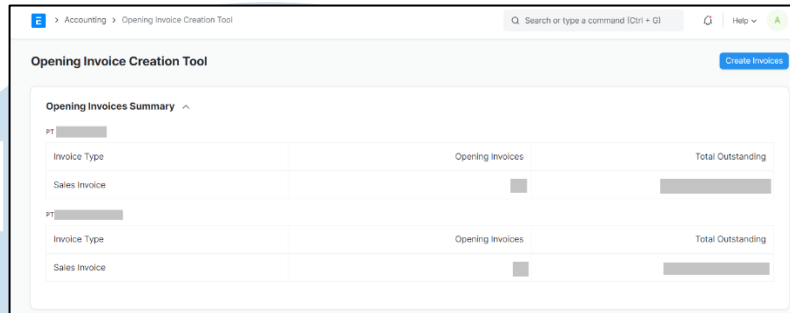 E > Accounting > Opening Invoice Creation Tool Search or type a command (Ctrl + G) Help A
Opening Invoice Creation Tool Create Invoices
Opening Invoices Summary
PT
Invoice Type Opening Invoices Total Outstanding
Sales Invoice
PT
Invoice Type Opening Invoices Total Outstanding
Sales Invoice